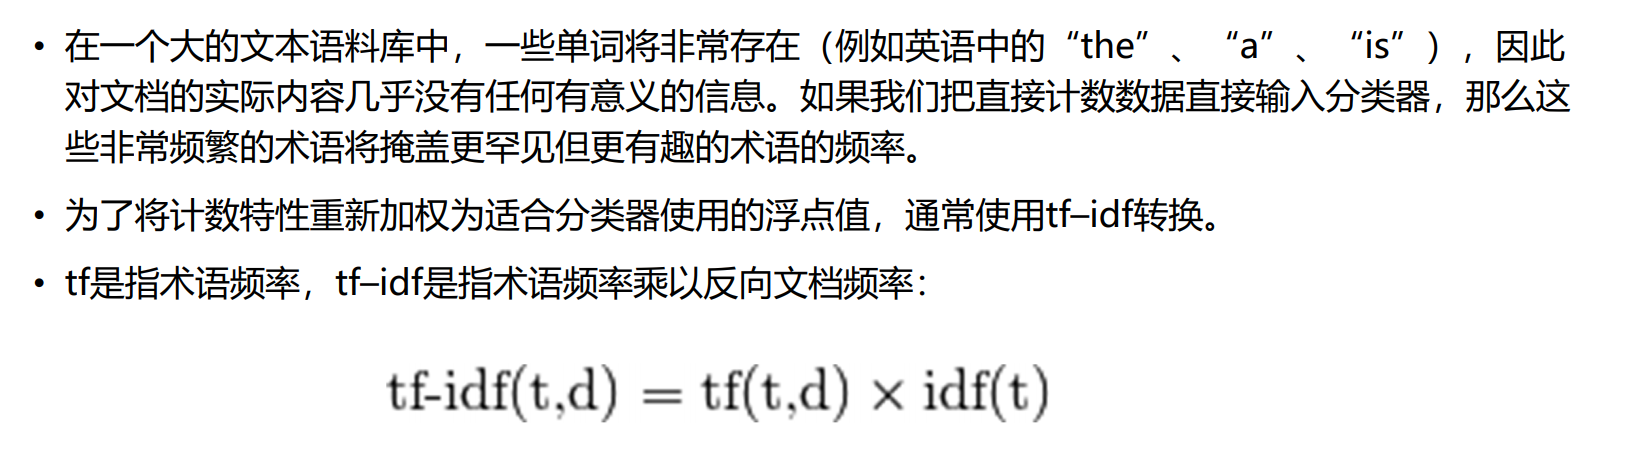 • 在一个大的文本语料库中，一些单词将非常存在（例如英语中的“the”、“a”、“is”），因此
对文档的实际内容几乎没有任何有意义的信息。如果我们把直接计数数据直接输入分类器，那么这
些非常频繁的术语将掩盖更罕见但更有趣的术语的频率。
• 为了将计数特性重新加权为适合分类器使用的浮点值，通常使用tf–idf转换。
• tf是指术语频率，tf–idf是指术语频率乘以反向文档频率：
tf-idf(t,d) = tf(t,d) × idf(t)